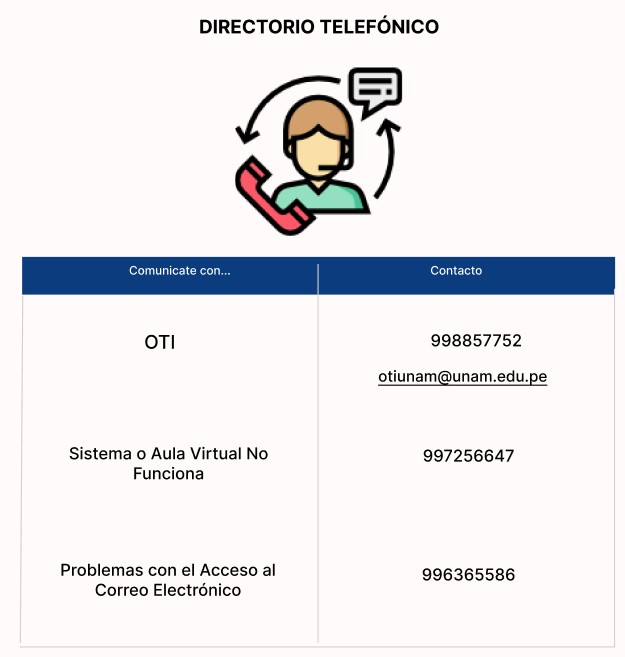 DIRECTORIO TELEFÓNICO
Comunicate con...
Contacto
OTI
998857752
otiunam@unam.edu.pe
Sistema o Aula Virtual No
Funciona
997256647
Problemas con el Acceso al
Correo Electrónico
996365586